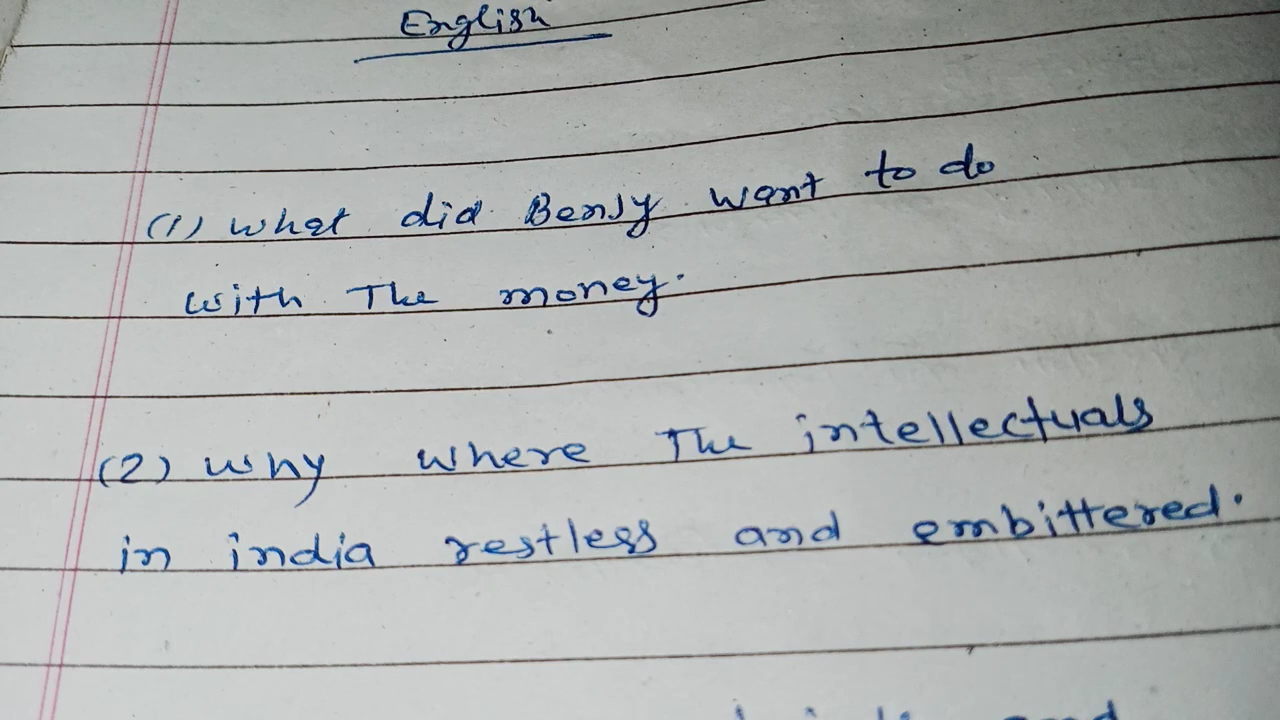 English
(1) What did Bensy want to do
with The money.
(2) Why where The intellectuals
in india restless and embittered.